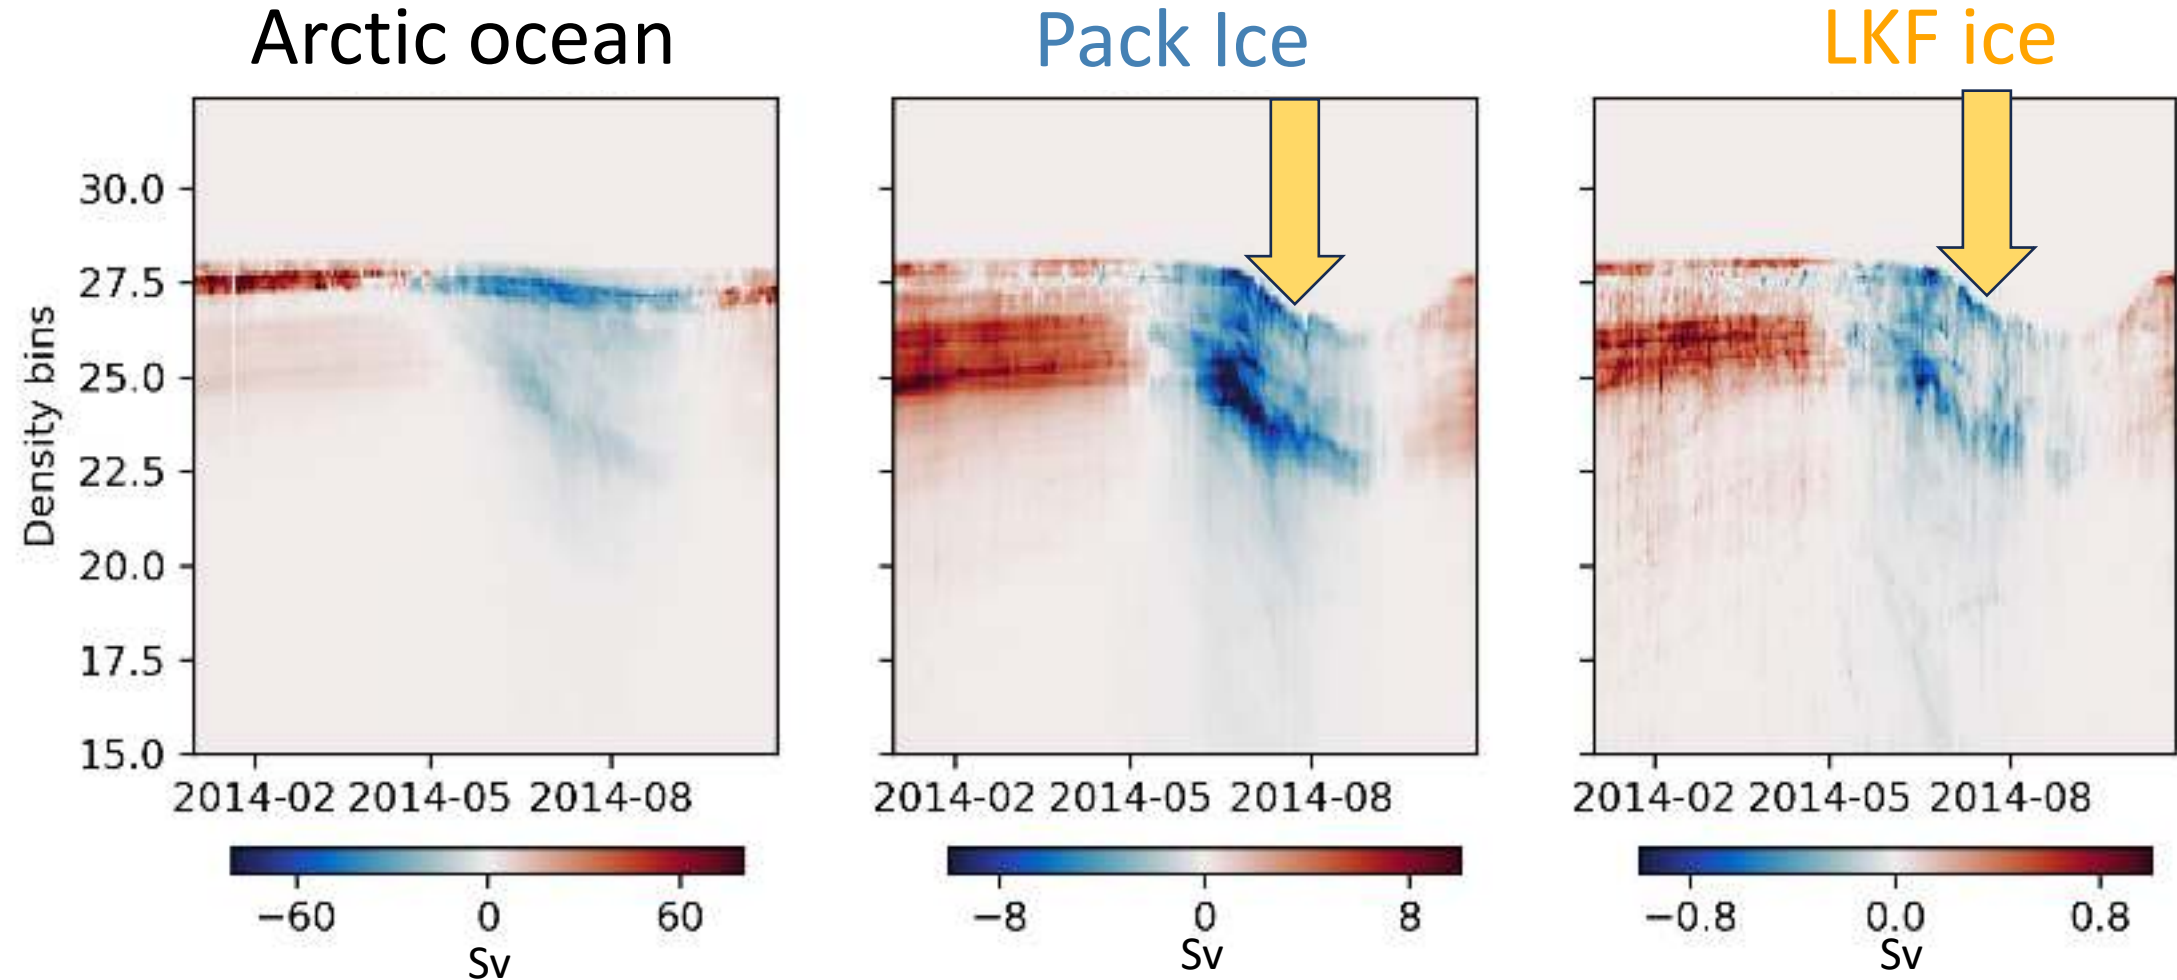 Arctic ocean
Pack Ice
LKF ice
Density bins
30.0
27.5
25.0
22.5
20.0
17.5
15.0
2014-02 2014-05 2014-08
2014-02 2014-05 2014-08
2014-02 2014-05 2014-08
−60 0 60
Sv
−8 0 8
Sv
−0.8 0.0 0.8
Sv